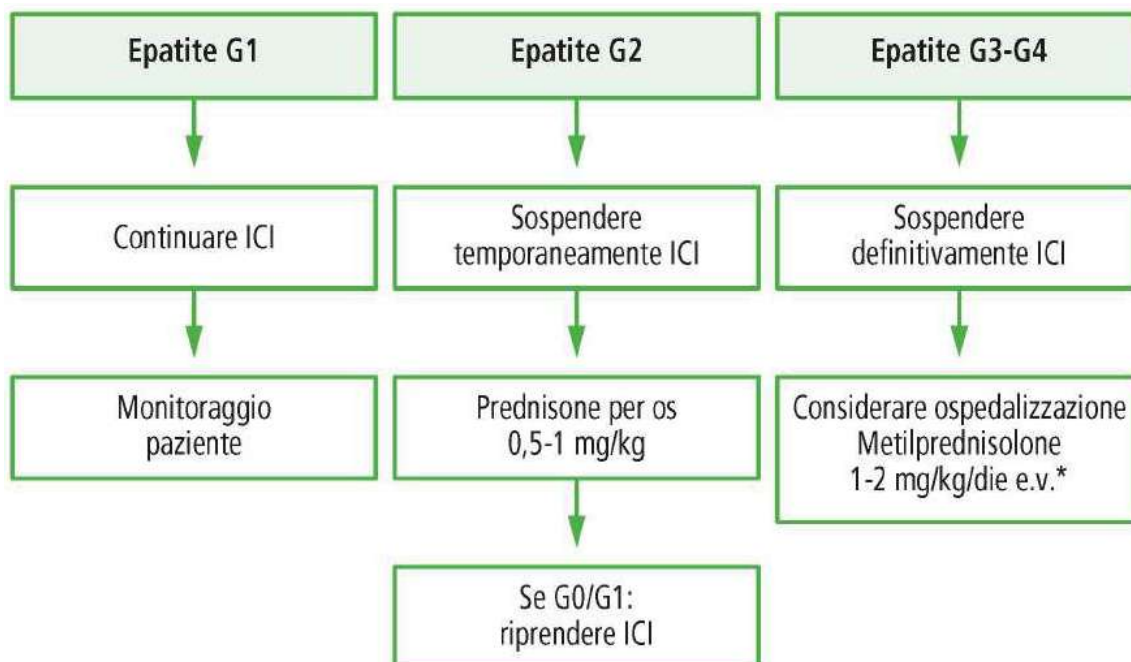 Epatite G1
Epatite G2
Epatite G3-G4
Continuare ICI
Sospendere
temporaneamente ICI
Sospendere
definitivamente ICI
Monitoraggio
paziente
Prednisone per os
0,5-1 mg/kg
Considerare ospedalizzazione
Metilprednisolone
1-2 mg/kg/die e.v.*
Se G0/G1:
riprendere ICI